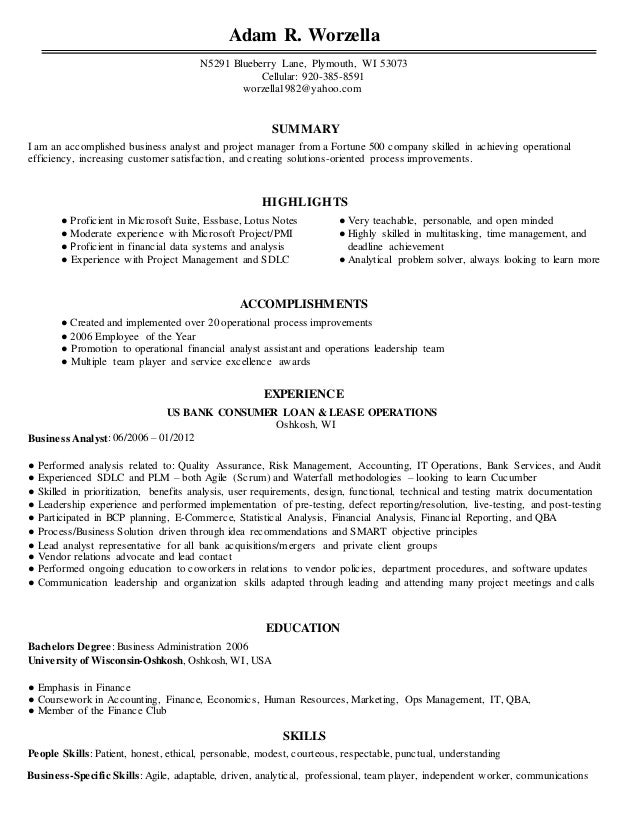 Adam R. Worzella
N5291 Blueberry Lane, Plymouth, WI 53073
Cellular: 920-385-8591
worzella1982@yahoo.com
SUMMARY
I am an accomplished business analyst and project manager from a Fortune 500 company skilled in achieving operational
efficiency, increasing customer satisfaction, and creating solutions-oriented process improvements.
HIGHLIGHTS
● Proficient in Microsoft Suite, Essbase, Lotus Notes
● Moderate experience with Microsoft Project/PMI
● Proficient in financial data systems and analysis
● Experience with Project Management and SDLC
● Very teachable, personable, and open minded
● Highly skilled in multitasking, time management, and
deadline achievement
● Analytical problem solver, always looking to learn more
ACCOMPLISHMENTS
● Created and implemented over 20 operational process improvements
● 2006 Employee of the Year
● Promotion to operational financial analyst assistant and operations leadership team
● Multiple team player and service excellence awards
EXPERIENCE
US BANK CONSUMER LOAN & LEASE OPERATIONS
Oshkosh, WI
Business Analyst: 06/2006 – 01/2012
● Performed analysis related to: Quality Assurance, Risk Management, Accounting, IT Operations, Bank Services, and Audit
● Experienced SDLC and PLM – both Agile (Scrum) and Waterfall methodologies – looking to learn Cucumber
● Skilled in prioritization, benefits analysis, user requirements, design, functional, technical and testing matrix documentation
● Leadership experience and performed implementation of pre-testing, defect reporting/resolution, live-testing, and post-testing
● Participated in BCP planning, E-Commerce, Statistical Analysis, Financial Analysis, Financial Reporting, and QBA
● Process/Business Solution driven through idea recommendations and SMART objective principles
● Lead analyst representative for all bank acquisitions/mergers and private client groups
● Vendor relations advocate and lead contact
● Performed ongoing education to coworkers in relations to vendor policies, department procedures, and software updates
● Communication leadership and organization skills adapted through leading and attending many project meetings and calls
EDUCATION
Bachelors Degree: Business Administration 2006
University of Wisconsin-Oshkosh, Oshkosh, WI, USA
● Emphasis in Finance
● Coursework in Accounting, Finance, Economics, Human Resources, Marketing, Ops Management, IT, QBA,
● Member of the Finance Club
SKILLS
People Skills: Patient, honest, ethical, personable, modest, courteous, respectable, punctual, understanding
Business-Specific Skills: Agile, adaptable, driven, analytical, professional, team player, independent worker, communications